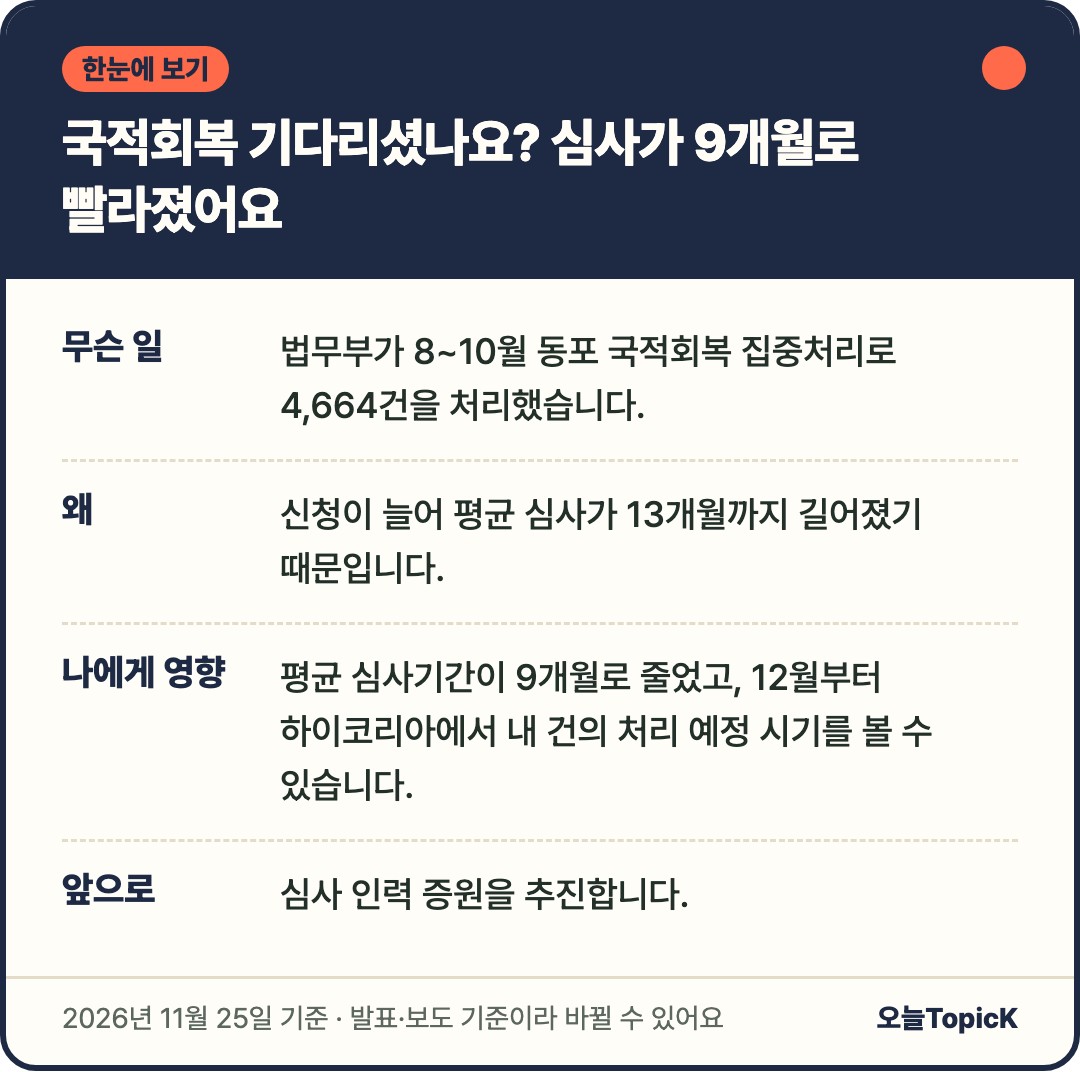 한눈에 보기
국적회복 기다리셨나요? 심사가 9개월로
빨라졌어요
무슨 일
법무부가 8~10월 동포 국적회복 집중처리로
4,664건을 처리했습니다.
왜
신청이 늘어 평균 심사가 13개월까지 길어졌기
때문입니다.
나에게 영향
평균 심사기간이 9개월로 줄었고, 12월부터
하이코리아에서 내 건의 처리 예정 시기를 볼 수
있습니다.
앞으로
심사 인력 증원을 추진합니다.
2026년 11월 25일 기준 · 발표·보도 기준이라 바뀔 수 있어요
오늘TopicK